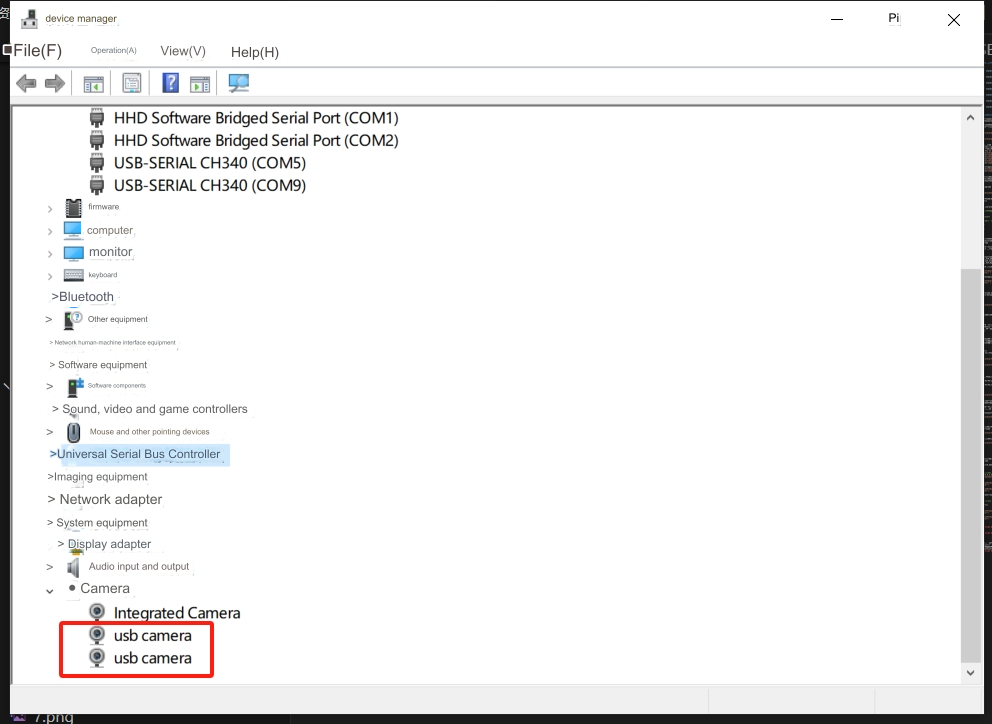 device manager
Pi
File(F) Operation(A) View(V) Help(H)
HHD Software Bridged Serial Port (COM1)
HHD Software Bridged Serial Port (COM2)
USB-SERIAL CH340 (COM5)
USB-SERIAL CH340 (COM9)
firmware
computer
monitor
keyboard
>Bluetooth
> Other equipment
> Network human-machine interface equipment
> Software equipment
> Software components
> Sound, video and game controllers
> Mouse and other pointing devices
>Universal Serial Bus Controller
>Imaging equipment
> Network adapter
> System equipment
> Display adapter
> Audio input and output
Camera
Integrated Camera
usb camera
usb camera
7.png